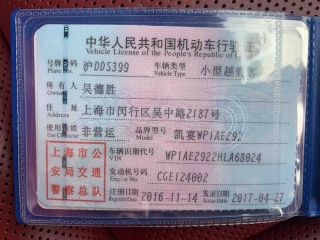 中华人民共和国机动车行驶证
Vehicle License of the People's Republic of C
号牌号码 沪DDS399 车辆类型 小型越野客
Plate No. Vehicle Type
所有人 吴德胜
Owner
住址 上海市闵行区吴中路2187号
Address
使用性质 非营运 品牌型号 凯宴WP1AE292
Use Character Model
上海市公 车辆识别代号 WP1AE2922HLA68024
安局交通 VIN
警察总队 发动机号码 CGE124002
Engine No.
注册日期 2016-11-14 发证日期 2017-04-27
Register Date Issue Date